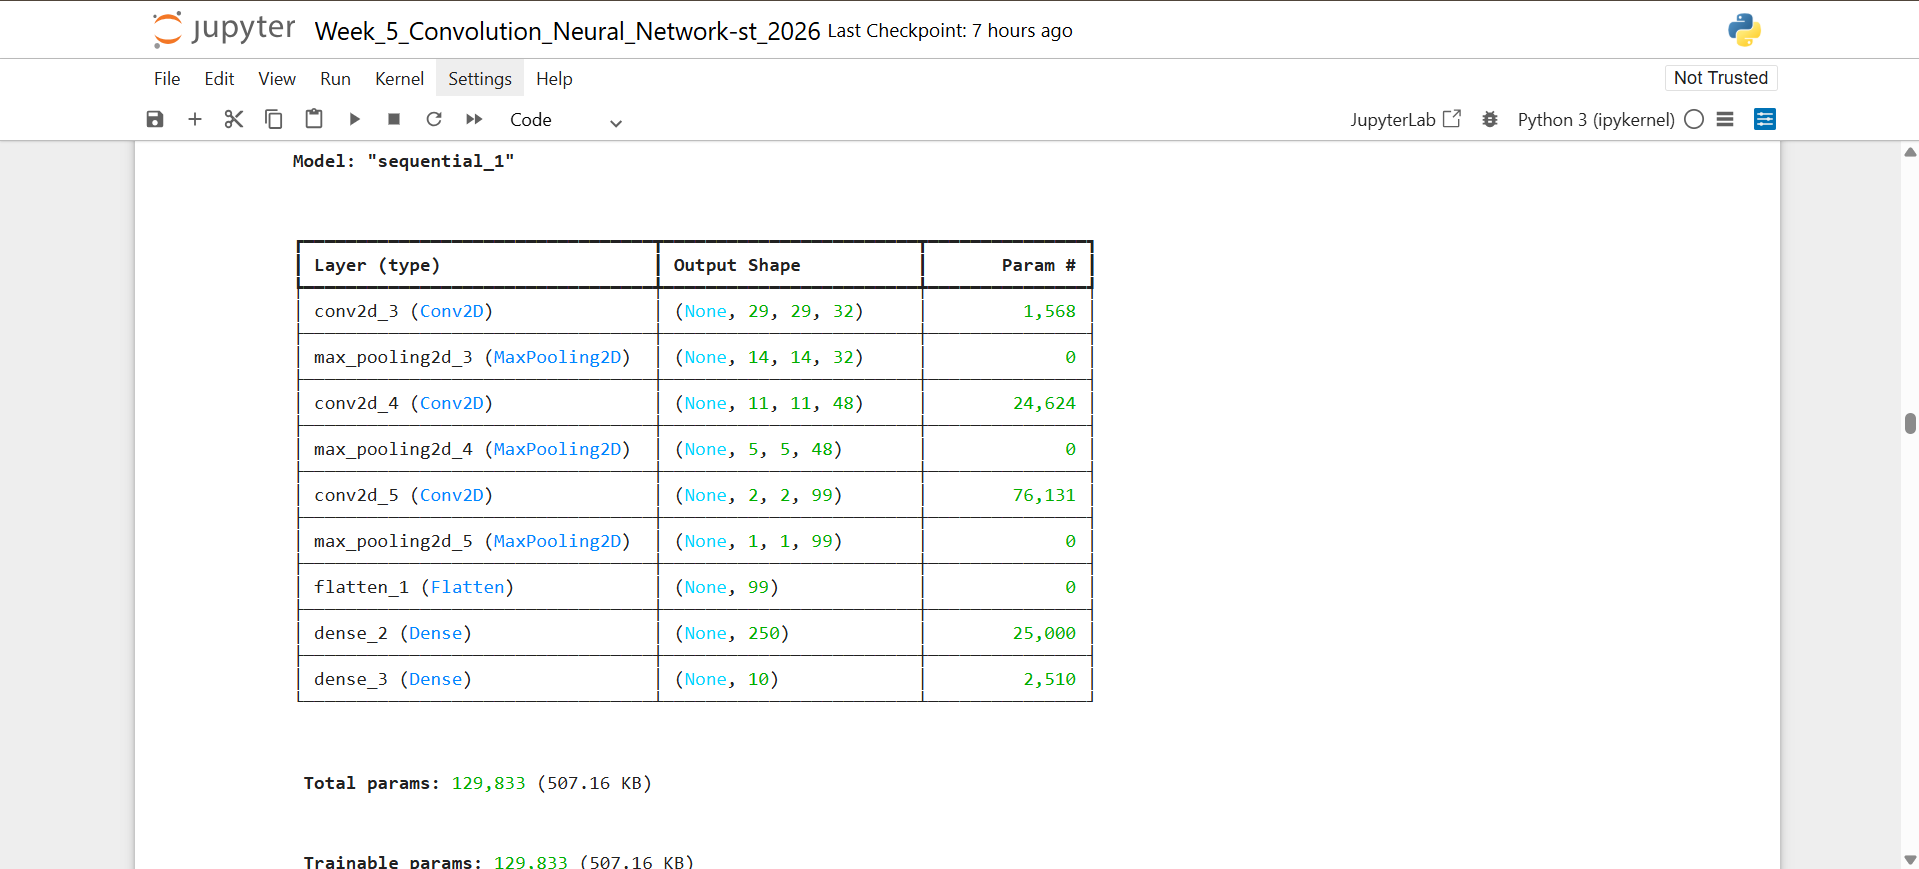 jupyter Week_5_Convolution_Neural_Network-st_2026 Last Checkpoint: 7 hours ago
File Edit View Run Kernel Settings Help Not Trusted
Code JupyterLab Python 3 (ipykernel)
Model: "sequential_1"
Layer (type) Output Shape Param #
conv2d_3 (Conv2D) (None, 29, 29, 32) 1,568
max_pooling2d_3 (MaxPooling2D) (None, 14, 14, 32) 0
conv2d_4 (Conv2D) (None, 11, 11, 48) 24,624
max_pooling2d_4 (MaxPooling2D) (None, 5, 5, 48) 0
conv2d_5 (Conv2D) (None, 2, 2, 99) 76,131
max_pooling2d_5 (MaxPooling2D) (None, 1, 1, 99) 0
flatten_1 (Flatten) (None, 99) 0
dense_2 (Dense) (None, 250) 25,000
dense_3 (Dense) (None, 10) 2,510
Total params: 129,833 (507.16 KB)
Trainable params: 129,833 (507.16 KB)